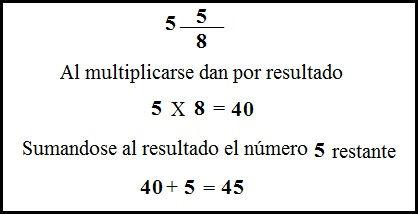 5 5/8
Al multiplicarse dan por resultado
5 X 8 = 40
Sumandose al resultado el número 5 restante
40 + 5 = 45